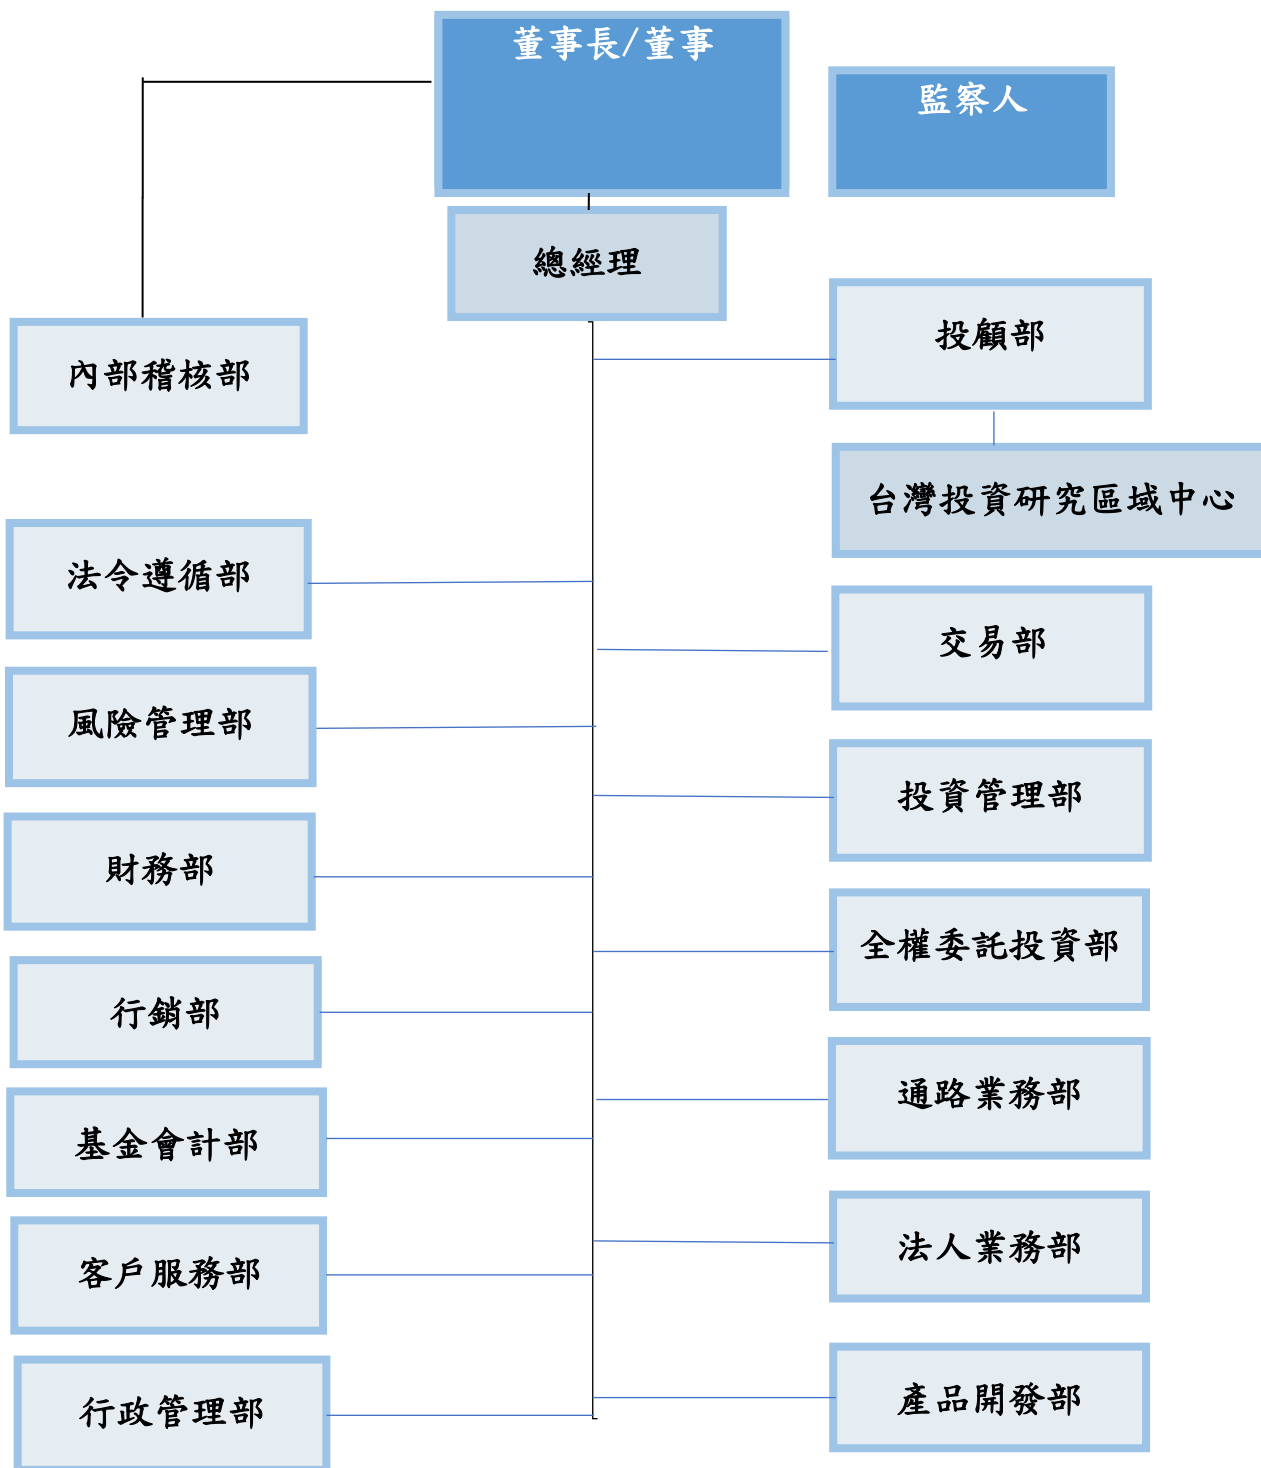 董事長/董事
監察人
總經理
投顧部
內部稽核部
台灣投資研究區域中心
法令遵循部
交易部
風險管理部
投資管理部
財務部
全權委託投資部
行銷部
通路業務部
基金會計部
法人業務部
客戶服務部
產品開發部
行政管理部